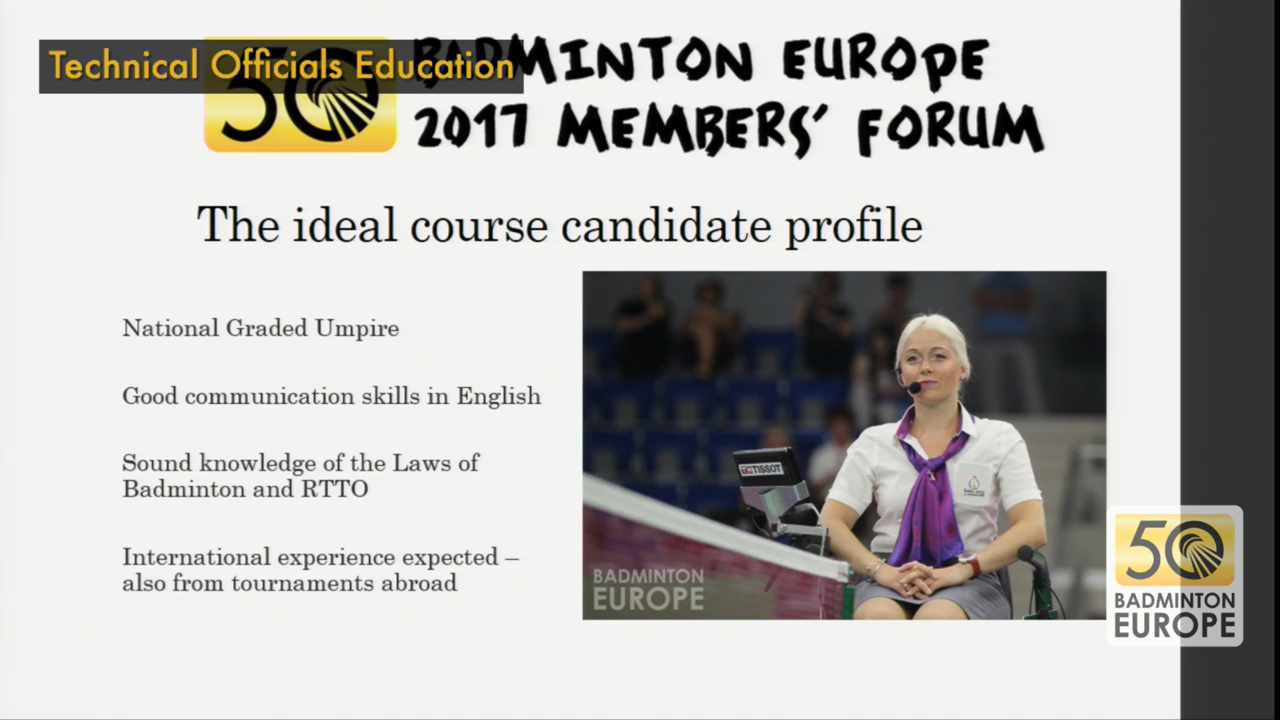 Technical Officials Education
50 BADMINTON EUROPE
2017 MEMBERS' FORUM
The ideal course candidate profile
National Graded Umpire
Good communication skills in English
Sound knowledge of the Laws of
Badminton and RTTO
International experience expected –
also from tournaments abroad
TISSOT
BADMINTON
EUROPE
50
BADMINTON
EUROPE